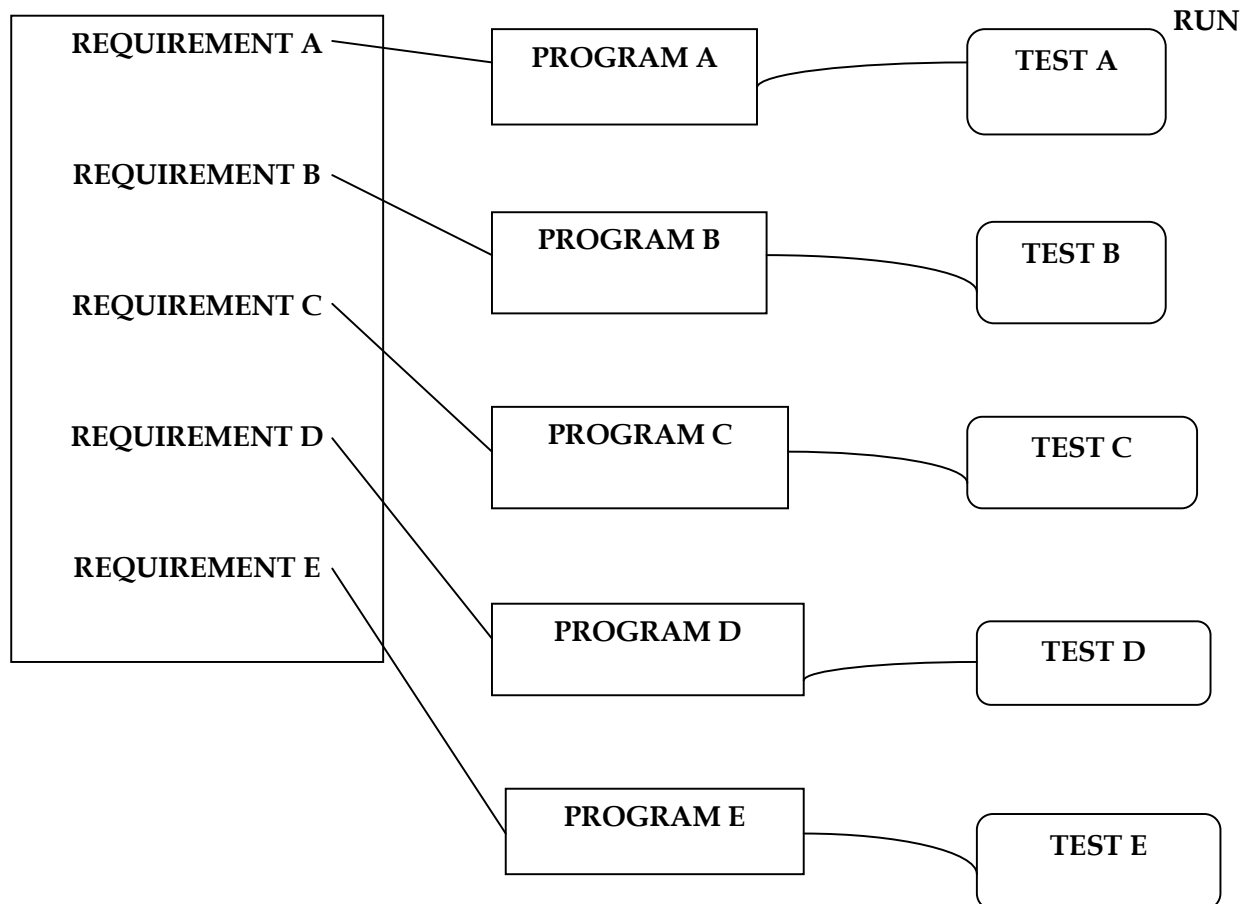 RUN
REQUIREMENT A
PROGRAM A
TEST A
REQUIREMENT B
PROGRAM B
TEST B
REQUIREMENT C
PROGRAM C
TEST C
REQUIREMENT D
PROGRAM D
TEST D
REQUIREMENT E
PROGRAM E
TEST E